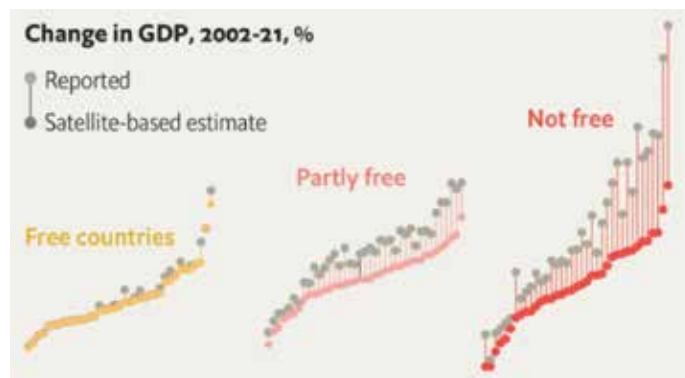 Change in GDP, 2002-21, %
Reported
Satellite-based estimate
Not free
Partly free
Free countries